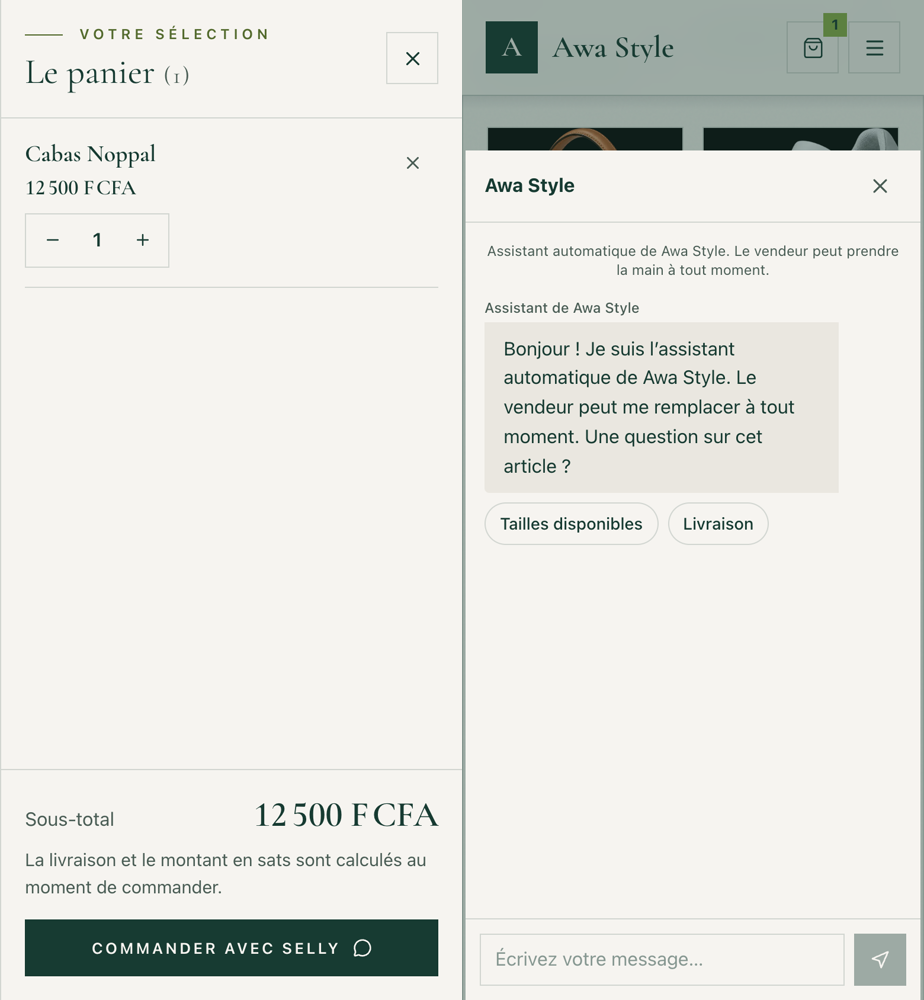 VOTRE SÉLECTION
Le panier (1)
Cabas Noppal
12 500 F CFA
− 1 +
Sous-total
12 500 F CFA
La livraison et le montant en sats sont calculés au
moment de commander.
COMMANDER AVEC SELLY
A
Awa Style
1
Awa Style
Assistant automatique de Awa Style. Le vendeur peut prendre
la main à tout moment.
Assistant de Awa Style
Bonjour ! Je suis l’assistant
automatique de Awa Style. Le
vendeur peut me remplacer à tout
moment. Une question sur cet
article ?
Tailles disponibles
Livraison
Écrivez votre message...